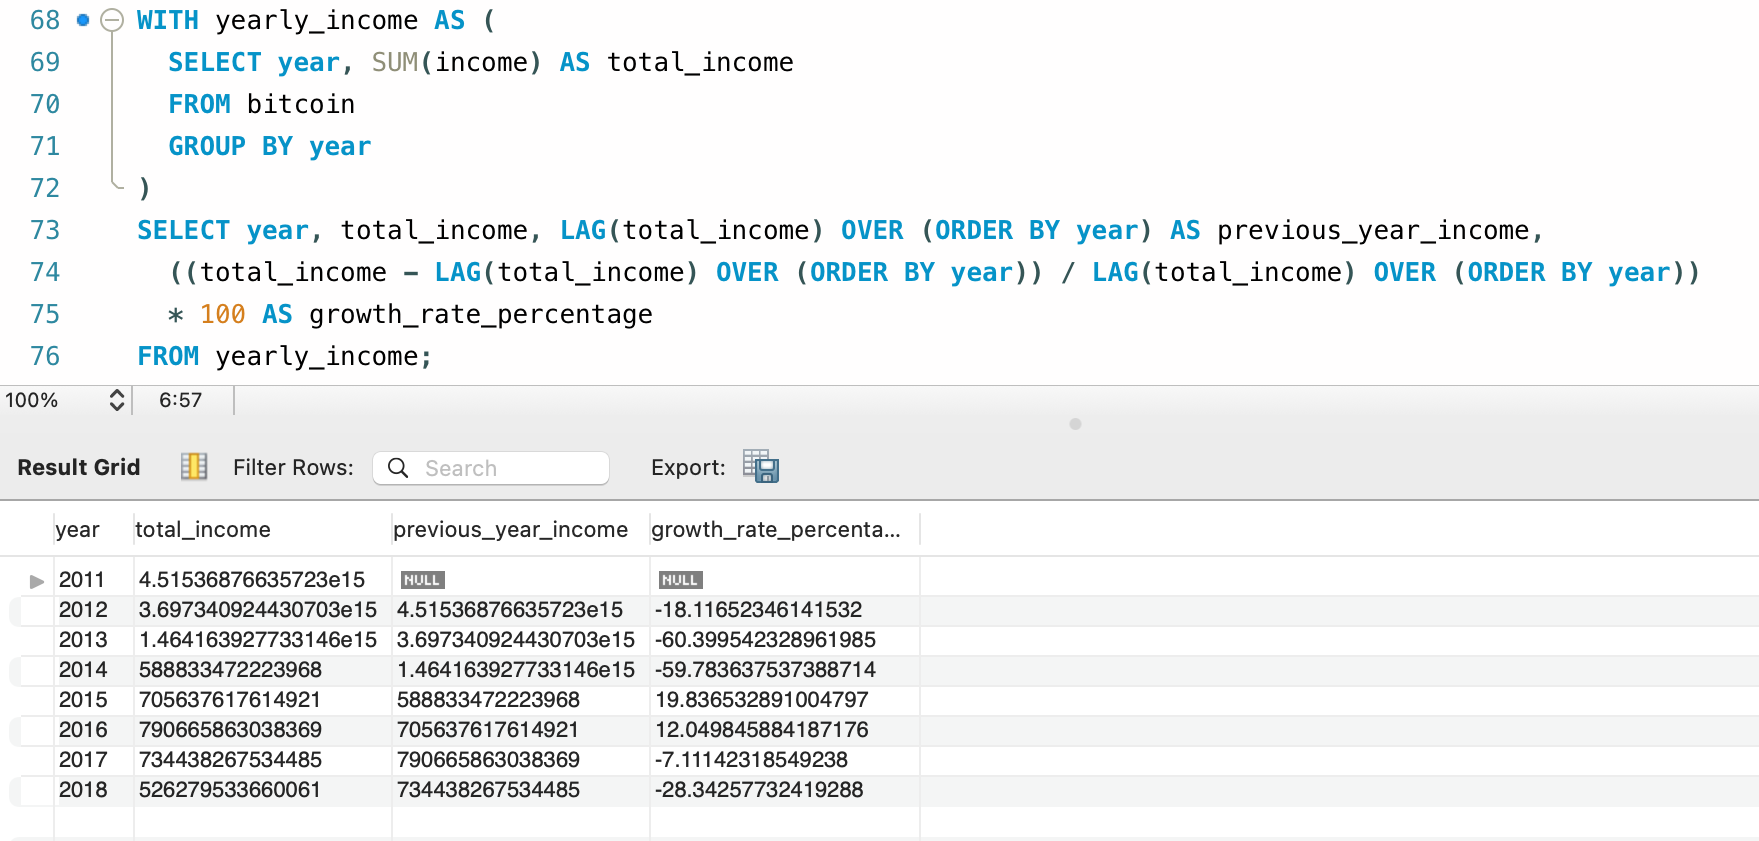 68 WITH yearly_income AS (
69 SELECT year, SUM(income) AS total_income
70 FROM bitcoin
71 GROUP BY year
72 )
73 SELECT year, total_income, LAG(total_income) OVER (ORDER BY year) AS previous_year_income,
74 ((total_income - LAG(total_income) OVER (ORDER BY year)) / LAG(total_income) OVER (ORDER BY year))
75 * 100 AS growth_rate_percentage
76 FROM yearly_income;
100% 6:57
Result Grid Filter Rows: Search Export:
year total_income previous_year_income growth_rate_percenta...
2011 4.51536876635723e15 NULL NULL
2012 3.697340924430703e15 4.51536876635723e15 -18.11652346141532
2013 1.464163927733146e15 3.697340924430703e15 -60.399542328961985
2014 588833472223968 1.464163927733146e15 -59.783637537388714
2015 705637617614921 588833472223968 19.836532891004797
2016 790665863038369 705637617614921 12.049845884187176
2017 734438267534485 790665863038369 -7.11142318549238
2018 526279533660061 734438267534485 -28.34257732419288